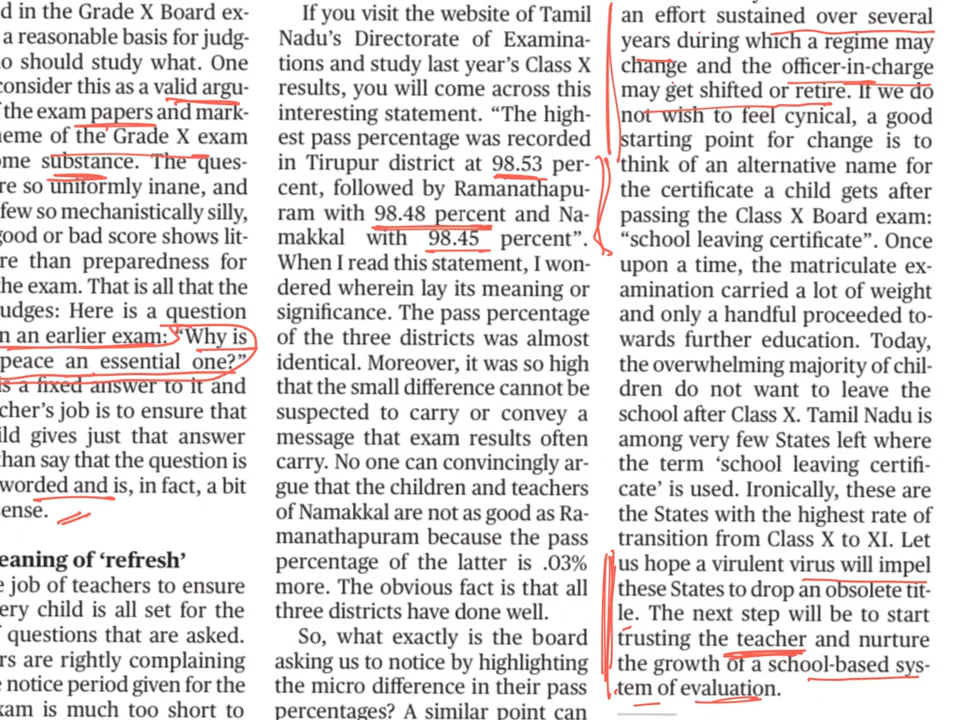 d in the Grade X Board ex-
a reasonable basis for judg-
o should study what. One
consider this as a valid argu-
the exam papers and mark-
eme of the Grade X exam
ome substance. The ques-
re so uniformly inane, and
few so mechanistically silly,
good or bad score shows lit-
re than preparedness for
he exam. That is all that the
udges: Here is a question
n an earlier exam: “Why is
peace an essential one?”
is a fixed answer to it and
cher’s job is to ensure that
ild gives just that answer
than say that the question is
worded and is, in fact, a bit
ense.
eaning of ‘refresh’
e job of teachers to ensure
ery child is all set for the
questions that are asked.
rs are rightly complaining
e notice period given for the
xam is much too short to
If you visit the website of Tamil
Nadu’s Directorate of Examina-
tions and study last year’s Class X
results, you will come across this
interesting statement. “The high-
est pass percentage was recorded
in Tirupur district at 98.53 per-
cent, followed by Ramanathapu-
ram with 98.48 percent and Na-
makkal with 98.45 percent”.
When I read this statement, I won-
dered wherein lay its meaning or
significance. The pass percentage
of the three districts was almost
identical. Moreover, it was so high
that the small difference cannot be
suspected to carry or convey a
message that exam results often
carry. No one can convincingly ar-
gue that the children and teachers
of Namakkal are not as good as Ra-
manathapuram because the pass
percentage of the latter is .03%
more. The obvious fact is that all
three districts have done well.
So, what exactly is the board
asking us to notice by highlighting
the micro difference in their pass
percentages? A similar point can
an effort sustained over several
years during which a regime may
change and the officer-in-charge
may get shifted or retire. If we do
not wish to feel cynical, a good
starting point for change is to
think of an alternative name for
the certificate a child gets after
passing the Class X Board exam:
“school leaving certificate”. Once
upon a time, the matriculate ex-
amination carried a lot of weight
and only a handful proceeded to-
wards further education. Today,
the overwhelming majority of chil-
dren do not want to leave the
school after Class X. Tamil Nadu is
among very few States left where
the term ‘school leaving certifi-
cate’ is used. Ironically, these are
the States with the highest rate of
transition from Class X to XI. Let
us hope a virulent virus will impel
these States to drop an obsolete tit-
le. The next step will be to start
trusting the teacher and nurture
the growth of a school-based sys-
tem of evaluation.